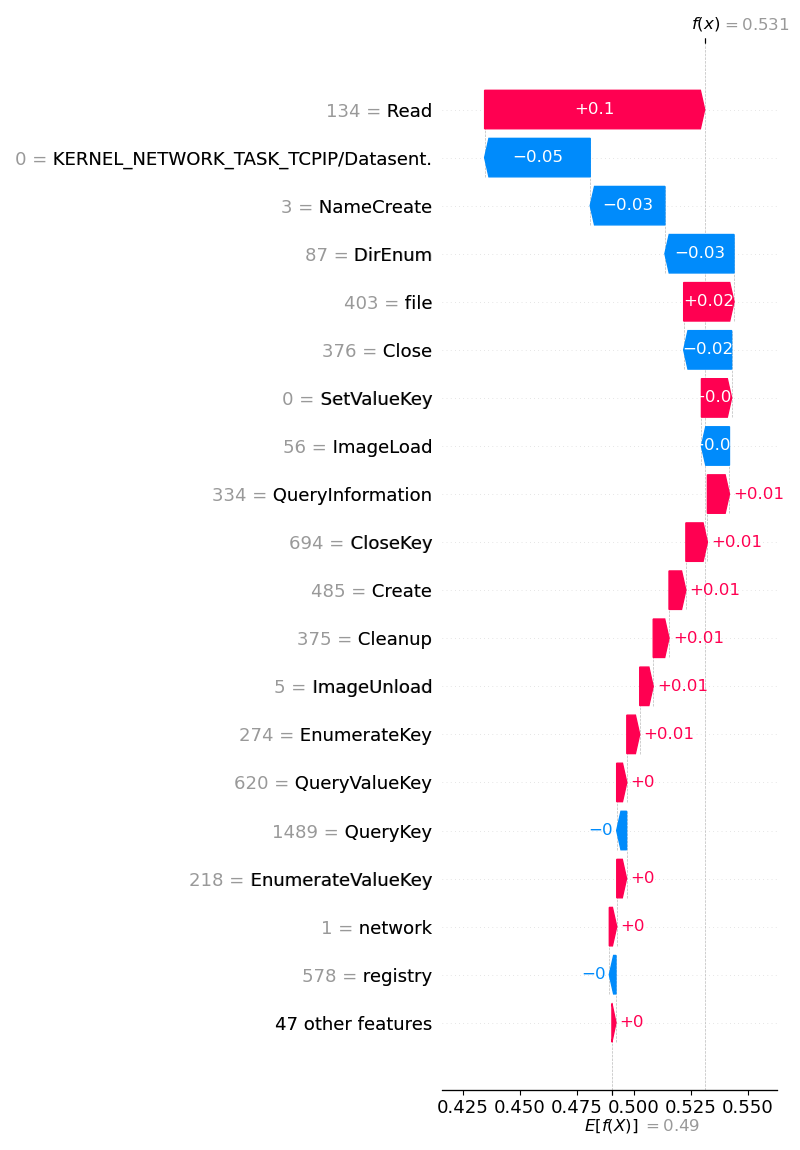 f(x) = 0.531
134 = Read +0.1
0 = KERNEL_NETWORK_TASK_TCPIP/Datasent. −0.05
3 = NameCreate −0.03
87 = DirEnum −0.03
403 = file +0.02
376 = Close −0.02
0 = SetValueKey +0.0
56 = ImageLoad −0.0
334 = QueryInformation +0.01
694 = CloseKey +0.01
485 = Create +0.01
375 = Cleanup +0.01
5 = ImageUnload +0.01
274 = EnumerateKey +0.01
620 = QueryValueKey +0
1489 = QueryKey −0
218 = EnumerateValueKey +0
1 = network +0
578 = registry −0
47 other features +0
0.425 0.450 0.475 0.500 0.525 0.550
E[f(X)] = 0.49